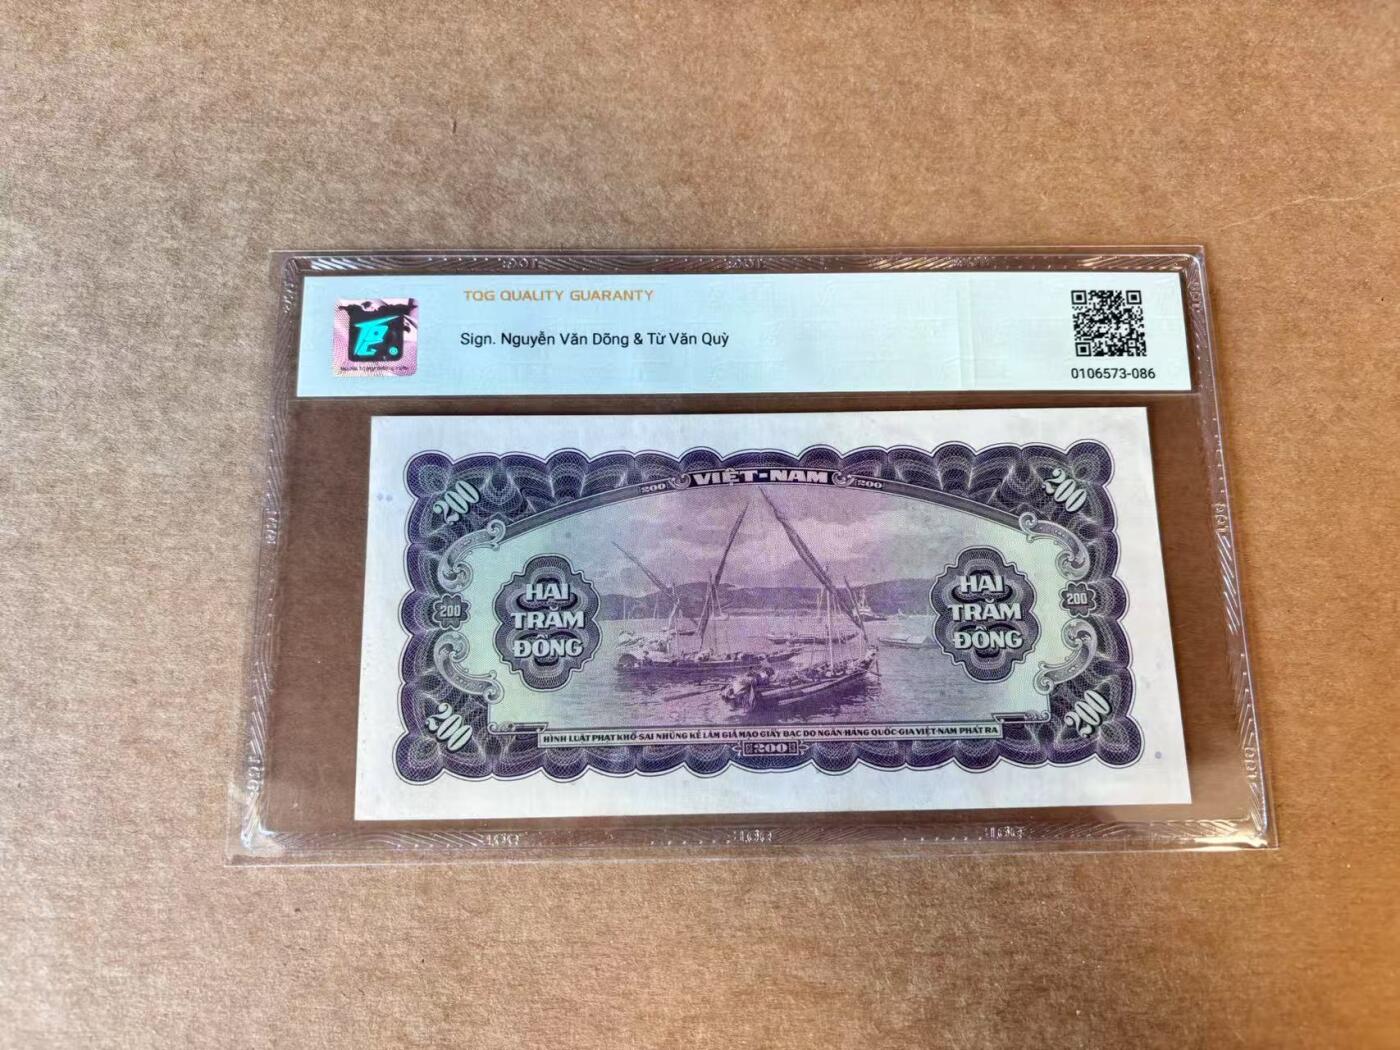 TQG QUALITY GUARANTY
Sign. Nguyễn Văn Dõng & Từ Văn Quỳ
0106573-086
200 VIỆT-NAM 200
200 200
HAI TRĂM ĐỒNG
HAI TRĂM ĐỒNG
200 200
200 200
HÌNH LUẬT PHẠT KHỔ-SAI NHỮNG KẺ LÀM GIẢ MẠO GIẤY BẠC DO NGÂN-HÀNG QUỐC-GIA VIỆT-NAM PHÁT RA
200